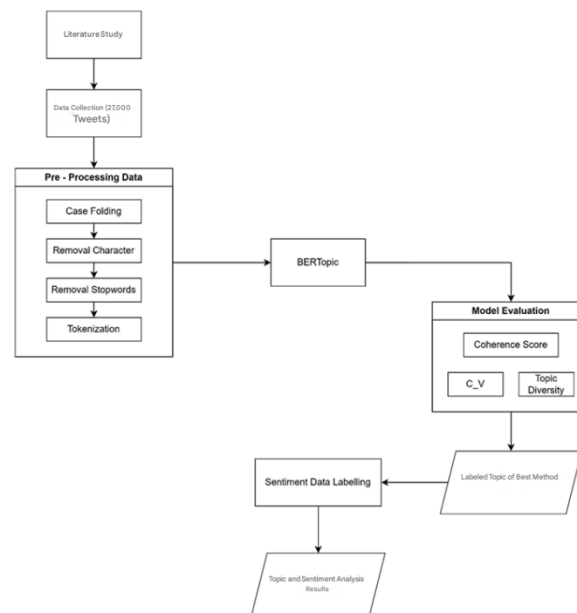 Literature Study
Data Collection (27,000
Tweets)
Pre - Processing Data
Case Folding
Removal Character
Removal Stopwords
Tokenization
BERTopic
Model Evaluation
Coherence Score
C_V
Topic
Diversity
Labeled Topic of Best Method
Sentiment Data Labelling
Topic and Sentiment Analysis
Results